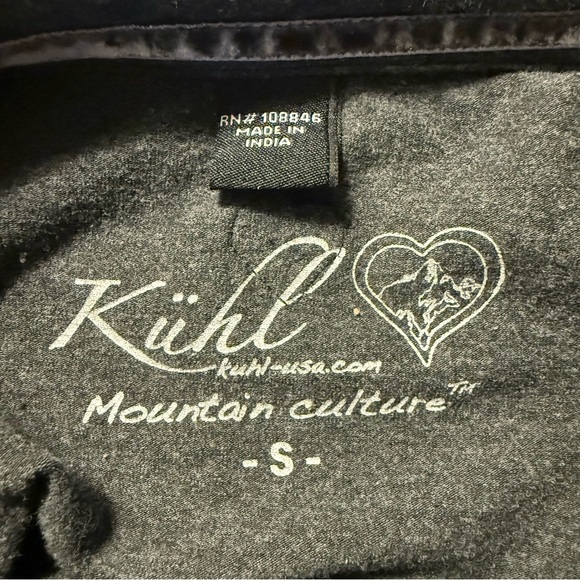 RN# 108846
MADE IN
INDIA
Kühl
kuhl-usa.com
Mountain culture™
- S -